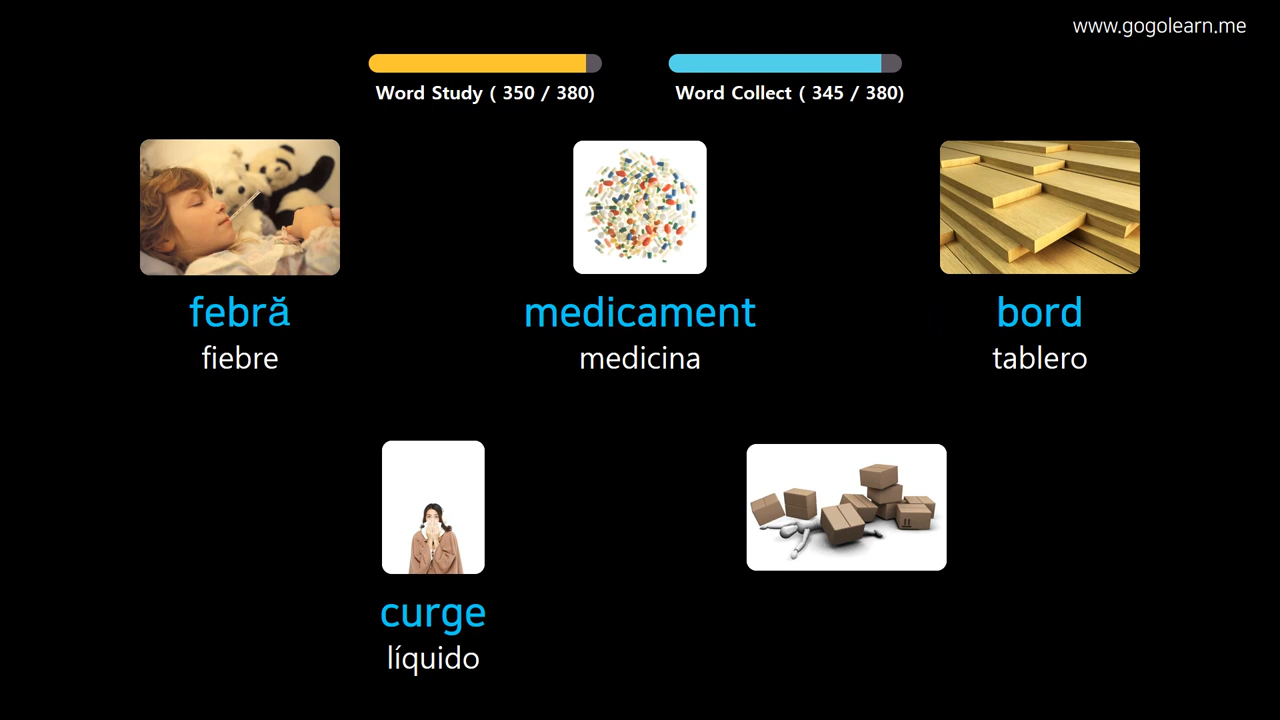 www.gogolearn.me
Word Study ( 350 / 380)
Word Collect ( 345 / 380)
febră
fiebre
medicament
medicina
bord
tablero
curge
líquido